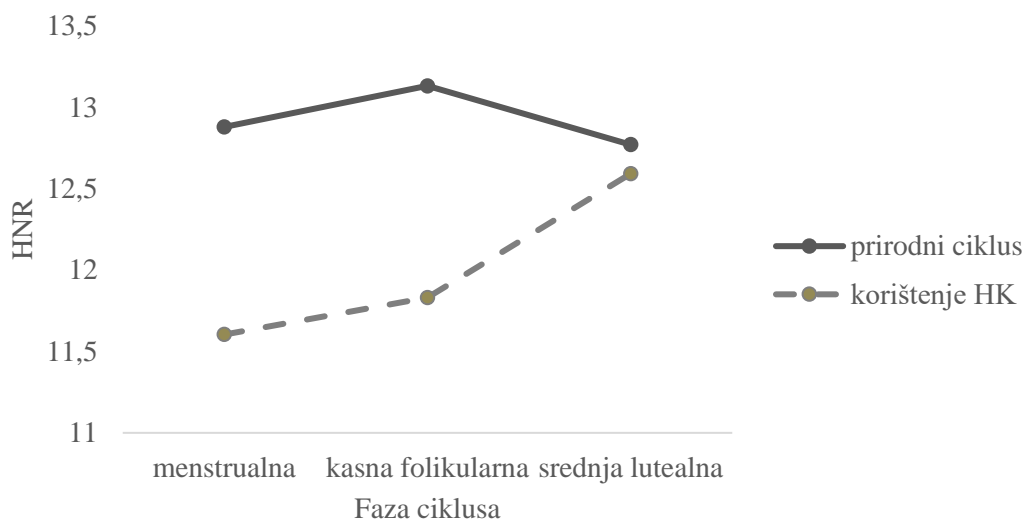 13,5
13
12,5
12
11,5
11
HNR
menstrualna
kasna folikularna
srednja lutealna
Faza ciklusa
prirodni ciklus
korištenje HK